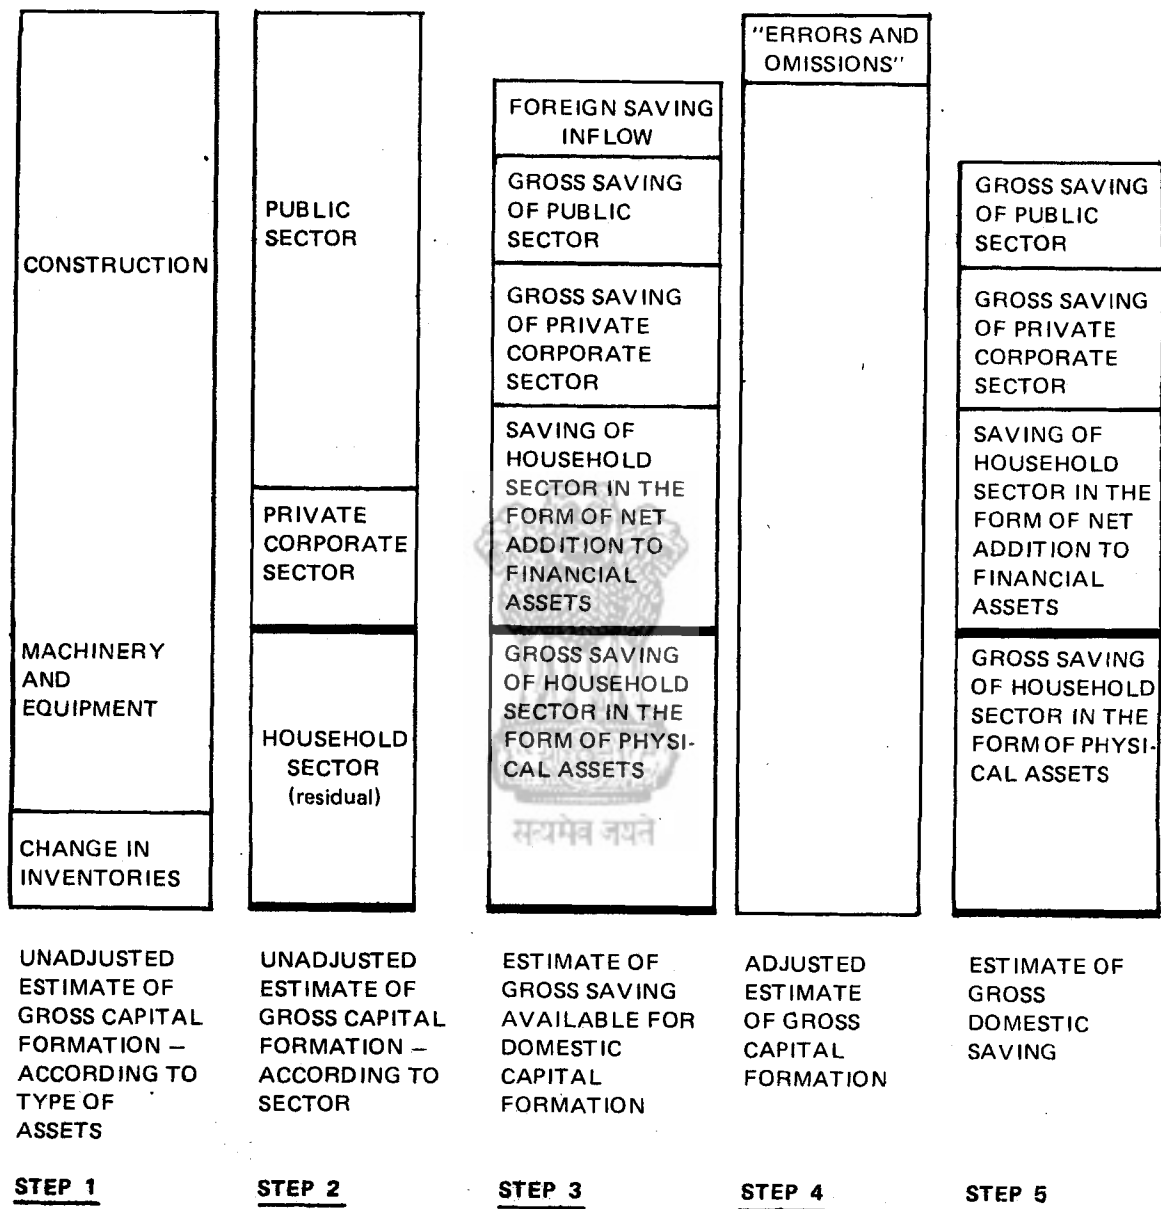 CONSTRUCTION
MACHINERY
AND
EQUIPMENT
CHANGE IN
INVENTORIES
UNADJUSTED
ESTIMATE OF
GROSS CAPITAL
FORMATION —
ACCORDING TO
TYPE OF
ASSETS
STEP 1
PUBLIC
SECTOR
PRIVATE
CORPORATE
SECTOR
HOUSEHOLD
SECTOR
(residual)
UNADJUSTED
ESTIMATE OF
GROSS CAPITAL
FORMATION —
ACCORDING TO
SECTOR
STEP 2
FOREIGN SAVING
INFLOW
GROSS SAVING
OF PUBLIC
SECTOR
GROSS SAVING
OF PRIVATE
CORPORATE
SECTOR
SAVING OF
HOUSEHOLD
SECTOR IN THE
FORM OF NET
ADDITION TO
FINANCIAL
ASSETS
GROSS SAVING
OF HOUSEHOLD
SECTOR IN THE
FORM OF PHYSI-
CAL ASSETS
सत्यमेव जयते
ESTIMATE OF
GROSS SAVING
AVAILABLE FOR
DOMESTIC
CAPITAL
FORMATION
STEP 3
"ERRORS AND
OMISSIONS"
ADJUSTED
ESTIMATE
OF GROSS
CAPITAL
FORMATION
STEP 4
GROSS SAVING
OF PUBLIC
SECTOR
GROSS SAVING
OF PRIVATE
CORPORATE
SECTOR
SAVING OF
HOUSEHOLD
SECTOR IN THE
FORM OF NET
ADDITION TO
FINANCIAL
ASSETS
GROSS SAVING
OF HOUSEHOLD
SECTOR IN THE
FORM OF PHYSI-
CAL ASSETS
ESTIMATE OF
GROSS
DOMESTIC
SAVING
STEP 5